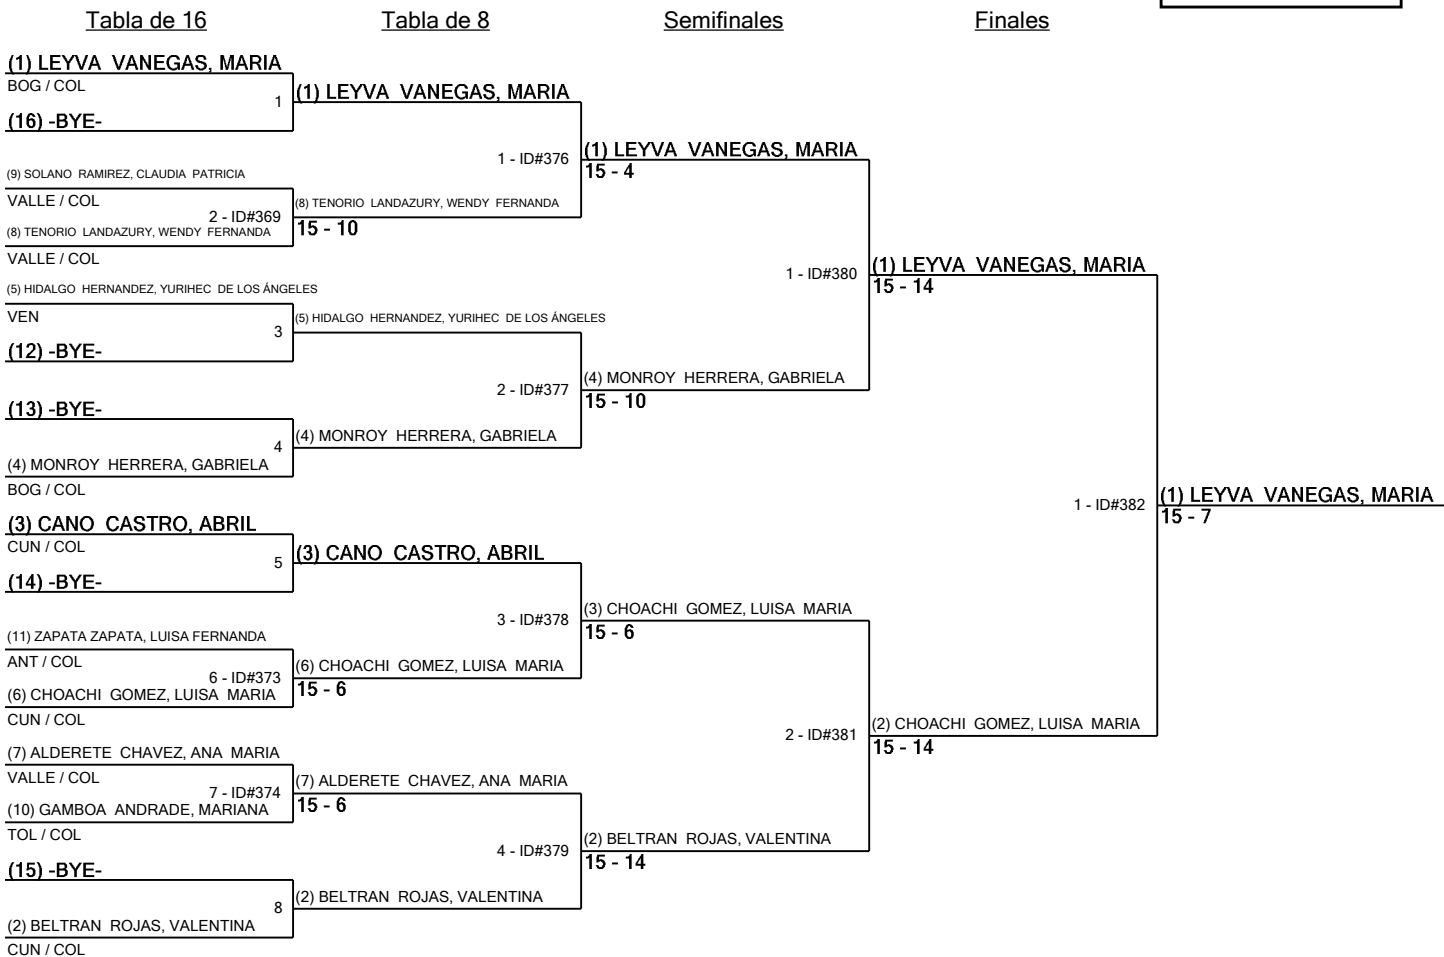 Tabla de 16
Tabla de 8
Semifinales
Finales
(1) LEYVA VANEGAS, MARIA
BOG / COL
1
(16) -BYE-
(9) SOLANO RAMIREZ, CLAUDIA PATRICIA
VALLE / COL
2 - ID#369
(8) TENORIO LANDAZURY, WENDY FERNANDA
VALLE / COL
(5) HIDALGO HERNANDEZ, YURIHEC DE LOS ÁNGELES
VEN
3
(12) -BYE-
(13) -BYE-
4
(4) MONROY HERRERA, GABRIELA
BOG / COL
(3) CANO CASTRO, ABRIL
CUN / COL
5
(14) -BYE-
(11) ZAPATA ZAPATA, LUISA FERNANDA
ANT / COL
6 - ID#373
(6) CHOACHI GOMEZ, LUISA MARIA
CUN / COL
(7) ALDERETE CHAVEZ, ANA MARIA
VALLE / COL
7 - ID#374
(10) GAMBOA ANDRADE, MARIANA
TOL / COL
(15) -BYE-
8
(2) BELTRAN ROJAS, VALENTINA
CUN / COL
(1) LEYVA VANEGAS, MARIA
1 - ID#376
(8) TENORIO LANDAZURY, WENDY FERNANDA
15 - 10
(5) HIDALGO HERNANDEZ, YURIHEC DE LOS ÁNGELES
2 - ID#377
(4) MONROY HERRERA, GABRIELA
(3) CANO CASTRO, ABRIL
3 - ID#378
(6) CHOACHI GOMEZ, LUISA MARIA
15 - 6
(7) ALDERETE CHAVEZ, ANA MARIA
15 - 6
4 - ID#379
(2) BELTRAN ROJAS, VALENTINA
(1) LEYVA VANEGAS, MARIA
15 - 4
1 - ID#380
(4) MONROY HERRERA, GABRIELA
15 - 10
(3) CHOACHI GOMEZ, LUISA MARIA
15 - 6
2 - ID#381
(2) BELTRAN ROJAS, VALENTINA
15 - 14
(1) LEYVA VANEGAS, MARIA
15 - 14
1 - ID#382
(2) CHOACHI GOMEZ, LUISA MARIA
15 - 14
(1) LEYVA VANEGAS, MARIA
15 - 7